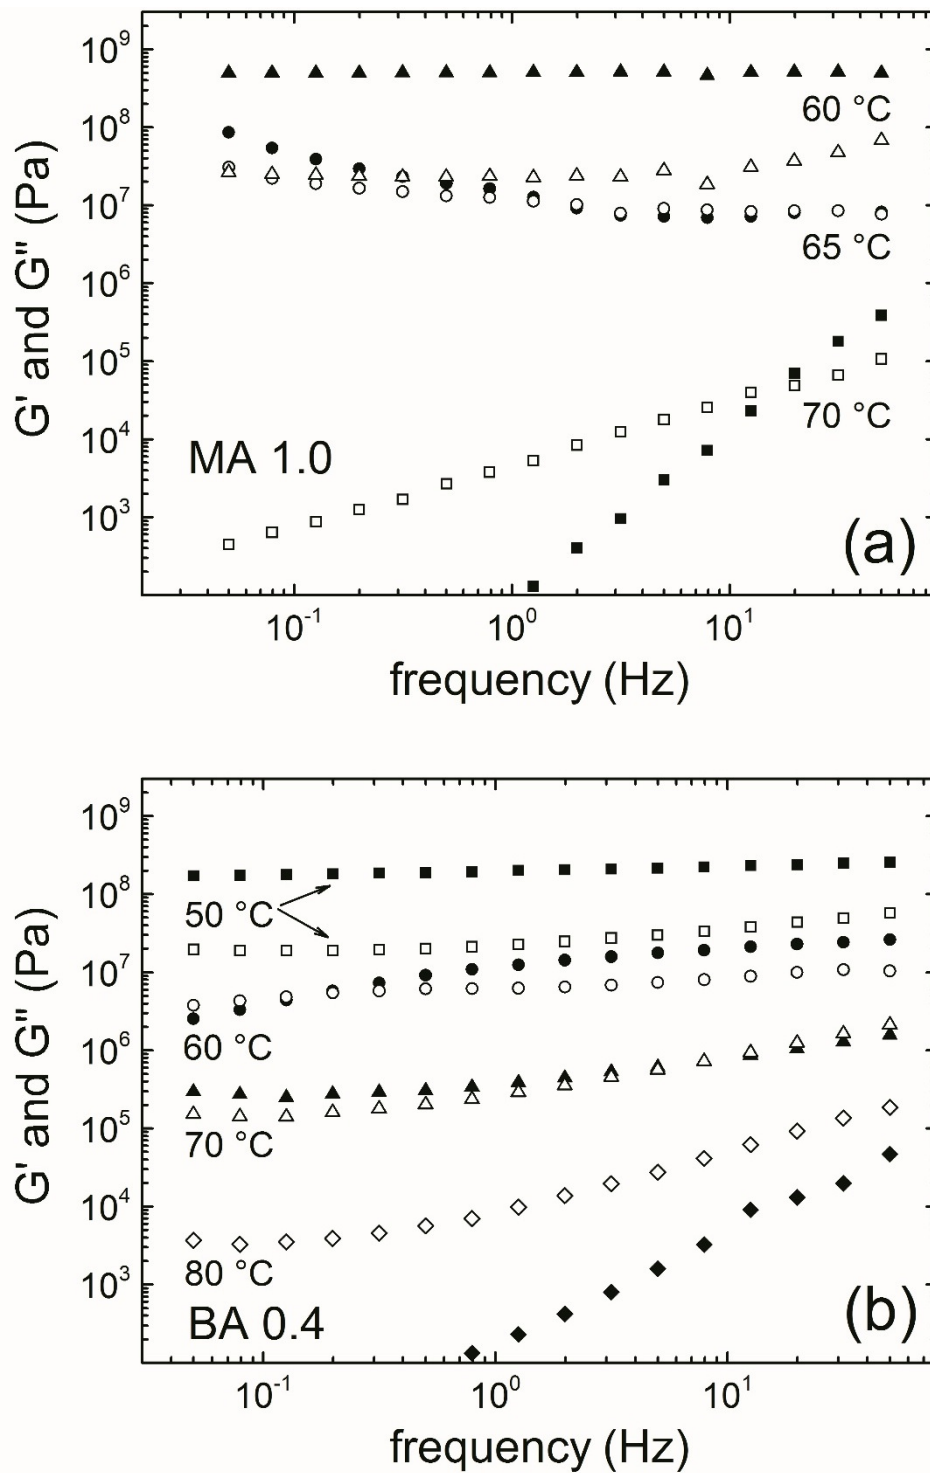 10⁹
60 °C
10⁸
10⁷
65 °C
10⁶
10⁵
70 °C
10⁴
10³
G' and G" (Pa)
MA 1.0
(a)
10⁻¹ 10⁰ 10¹
frequency (Hz)
10⁹
10⁸
50 °C
10⁷
60 °C
10⁶
10⁵
70 °C
10⁴
80 °C
10³
G' and G" (Pa)
BA 0.4
(b)
10⁻¹ 10⁰ 10¹
frequency (Hz)